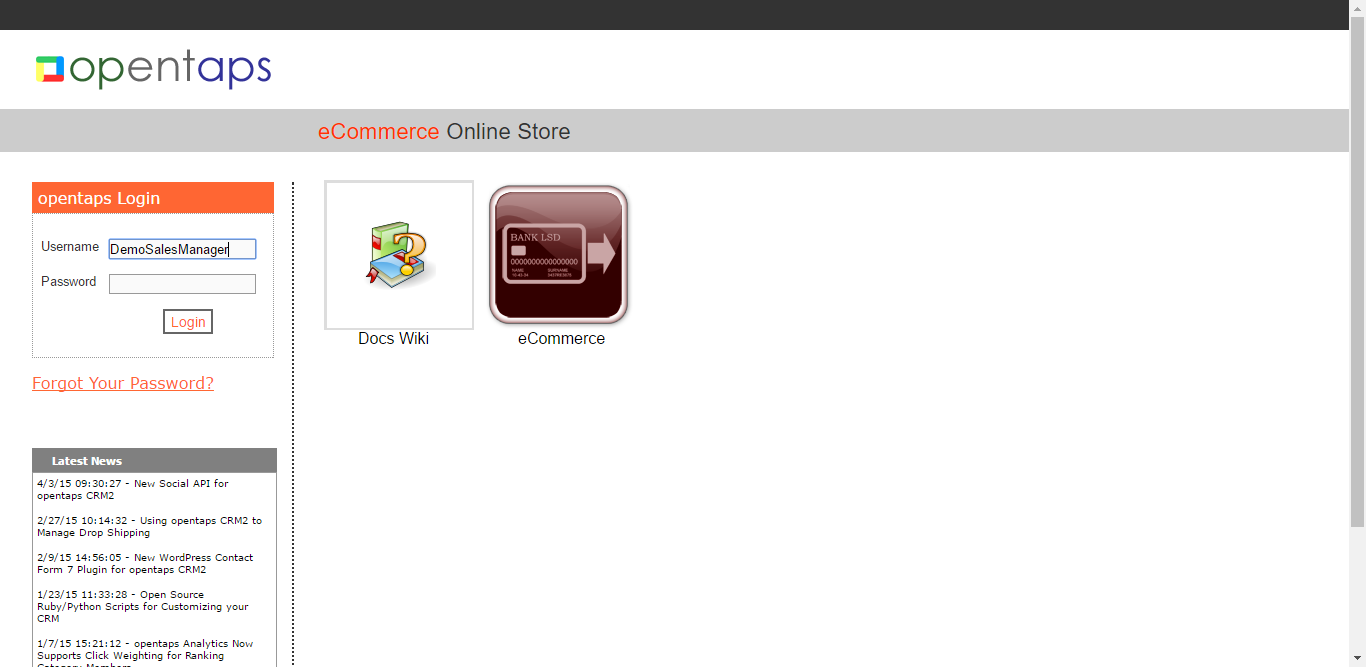 opentaps
eCommerce Online Store
opentaps Login
Username DemoSalesManager
Password
Login
Forgot Your Password?
BANK LSD
0000000000000000
NAME SURNAME
Docs Wiki
eCommerce
Latest News
4/3/15 09:30:27 - New Social API for
opentaps CRM2
2/27/15 10:14:32 - Using opentaps CRM2 to
Manage Drop Shipping
2/9/15 14:56:05 - New WordPress Contact
Form 7 Plugin for opentaps CRM2
1/23/15 11:33:28 - Open Source
Ruby/Python Scripts for Customizing your
CRM
1/7/15 15:21:12 - opentaps Analytics Now
Supports Click Weighting for Ranking
Category Members